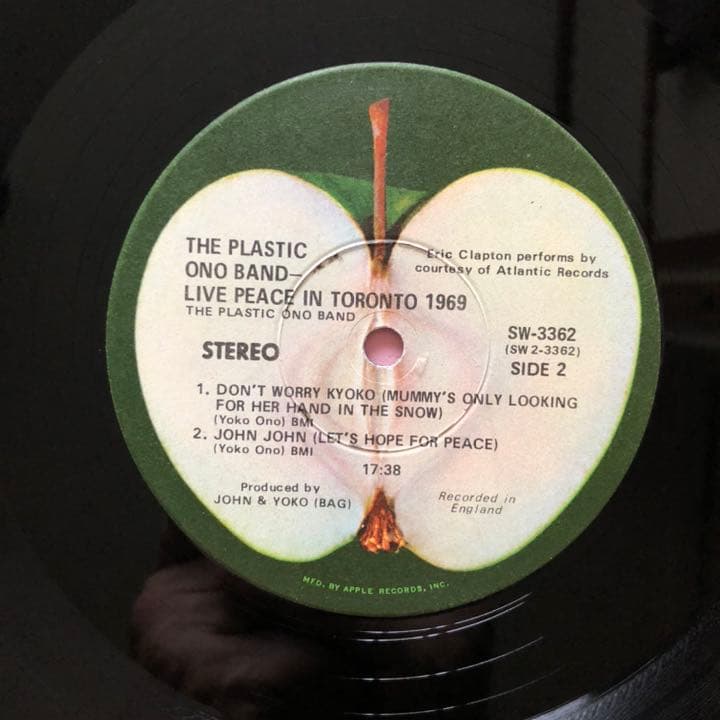 THE PLASTIC
ONO BAND—
LIVE PEACE IN TORONTO 1969
THE PLASTIC ONO BAND
Eric Clapton performs by
courtesy of Atlantic Records
STEREO
SW-3362
(SW 2-3362)
SIDE 2
1. DON'T WORRY KYOKO (MUMMY'S ONLY LOOKING
FOR HER HAND IN THE SNOW)
(Yoko Ono) BMI
2. JOHN JOHN (LET'S HOPE FOR PEACE)
(Yoko Ono) BMI
17:38
Produced by
JOHN & YOKO (BAG)
Recorded in
England
MFD. BY APPLE RECORDS, INC.